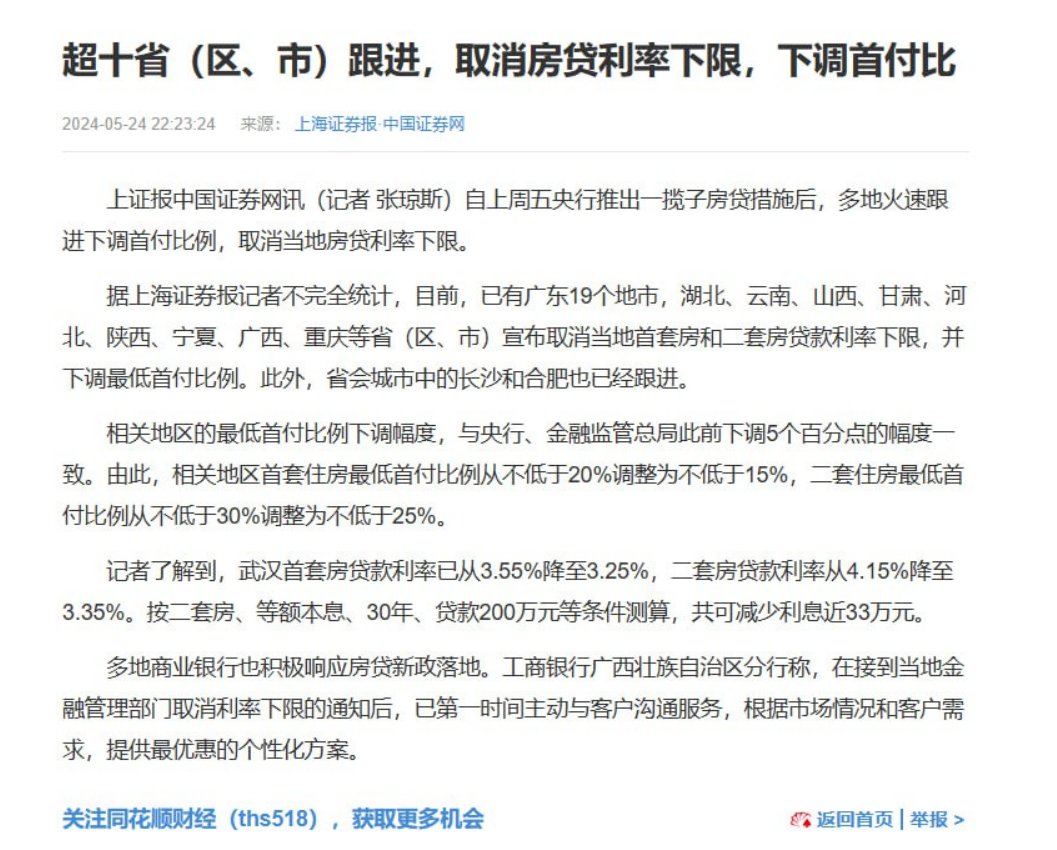 超十省（区、市）跟进，取消房贷利率下限，下调首付比
2024-05-24 22:23:24 来源： 上海证券报·中国证券网
上证报中国证券网讯（记者 张琼斯）自上周五央行推出一揽子房贷措施后，多地火速跟
进下调首付比例，取消当地房贷利率下限。
据上海证券报记者不完全统计，目前，已有广东19个地市，湖北、云南、山西、甘肃、河
北、陕西、宁夏、广西、重庆等省（区、市）宣布取消当地首套房和二套房贷款利率下限，并
下调最低首付比例。此外，省会城市中的长沙和合肥也已经跟进。
相关地区的最低首付比例下调幅度，与央行、金融监管总局此前下调5个百分点的幅度一
致。由此，相关地区首套住房最低首付比例从不低于20%调整为不低于15%，二套住房最低首
付比例从不低于30%调整为不低于25%。
记者了解到，武汉首套房贷款利率已从3.55%降至3.25%，二套房贷款利率从4.15%降至
3.35%。按二套房、等额本息、30年、贷款200万元等条件测算，共可减少利息近33万元。
多地商业银行也积极响应房贷新政落地。工商银行广西壮族自治区分行称，在接到当地金
融管理部门取消利率下限的通知后，已第一时间主动与客户沟通服务，根据市场情况和客户需
求，提供最优惠的个性化方案。
关注同花顺财经（ths518），获取更多机会 返回首页 | 举报 >